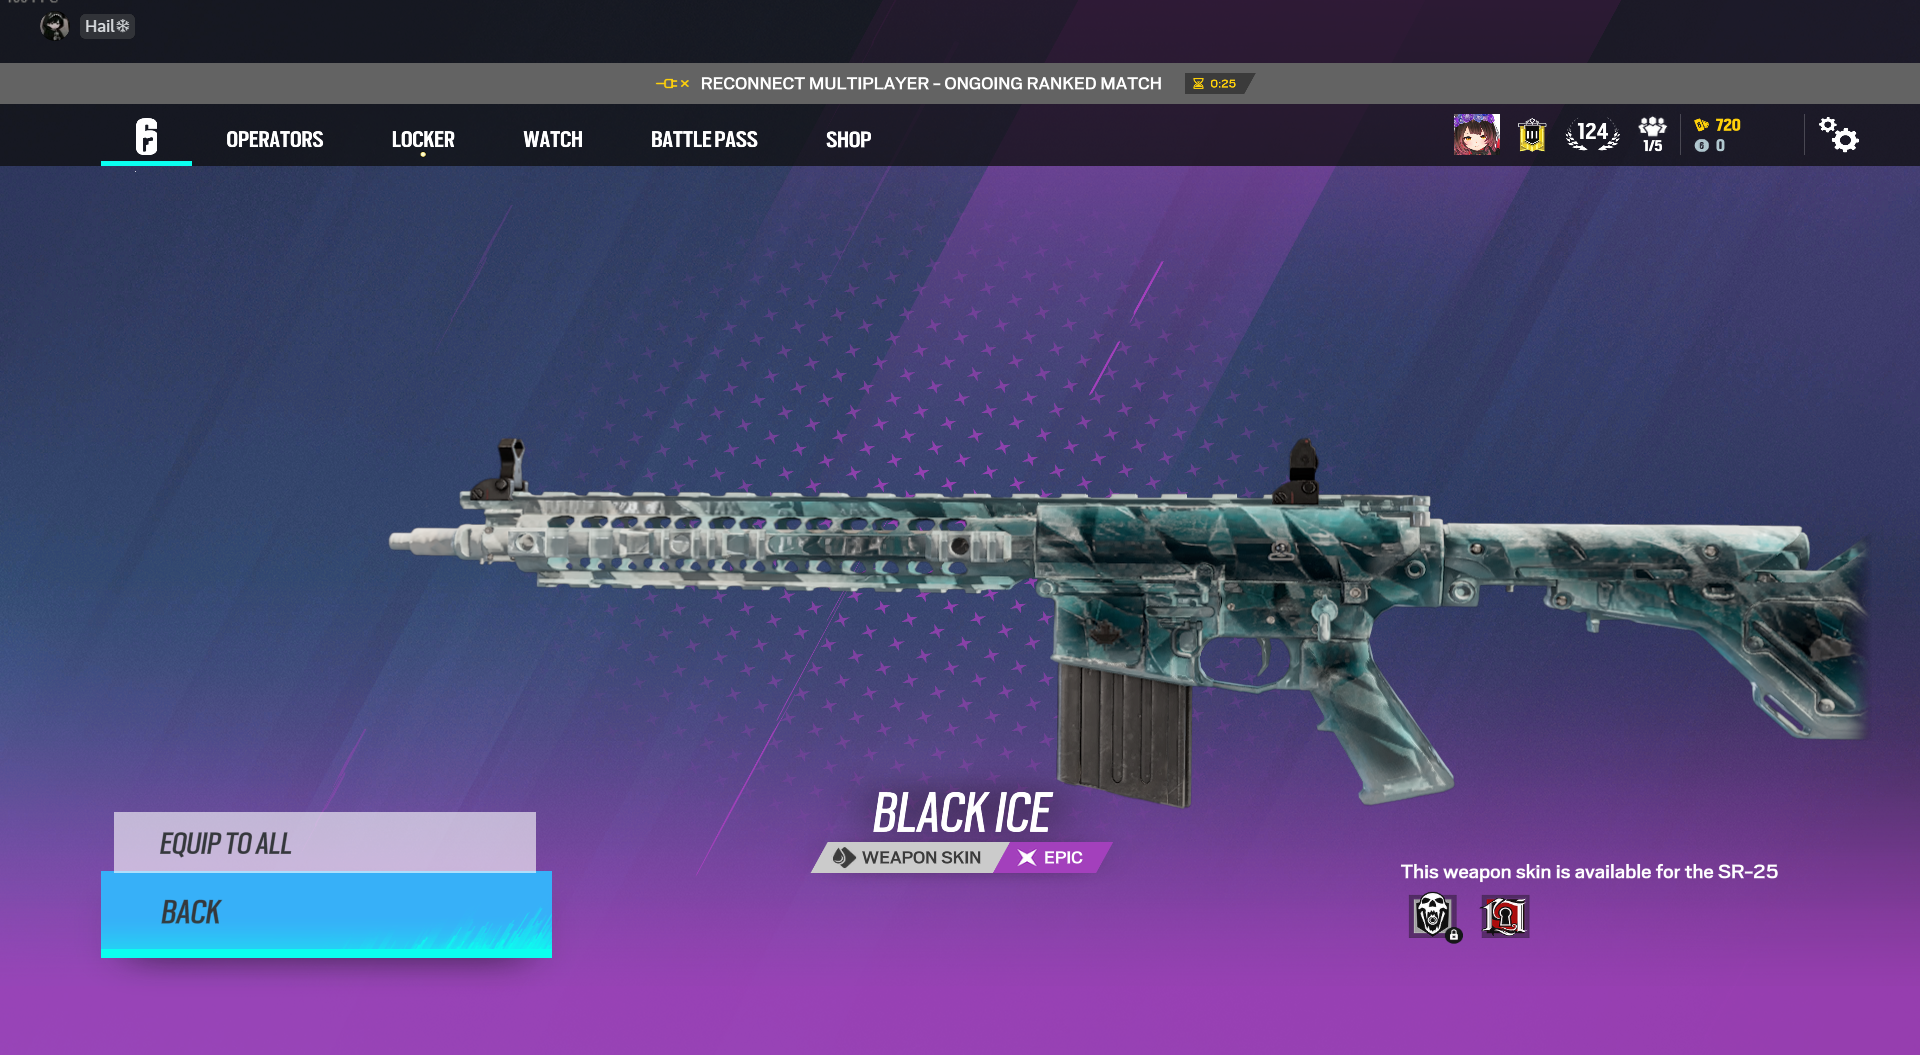 Hail❄
RECONNECT MULTIPLAYER - ONGOING RANKED MATCH 0:25
6 OPERATORS LOCKER WATCH BATTLE PASS SHOP
124 1/5 720
0
BLACK ICE
EQUIP TO ALL
WEAPON SKIN EPIC
This weapon skin is available for the SR-25
BACK